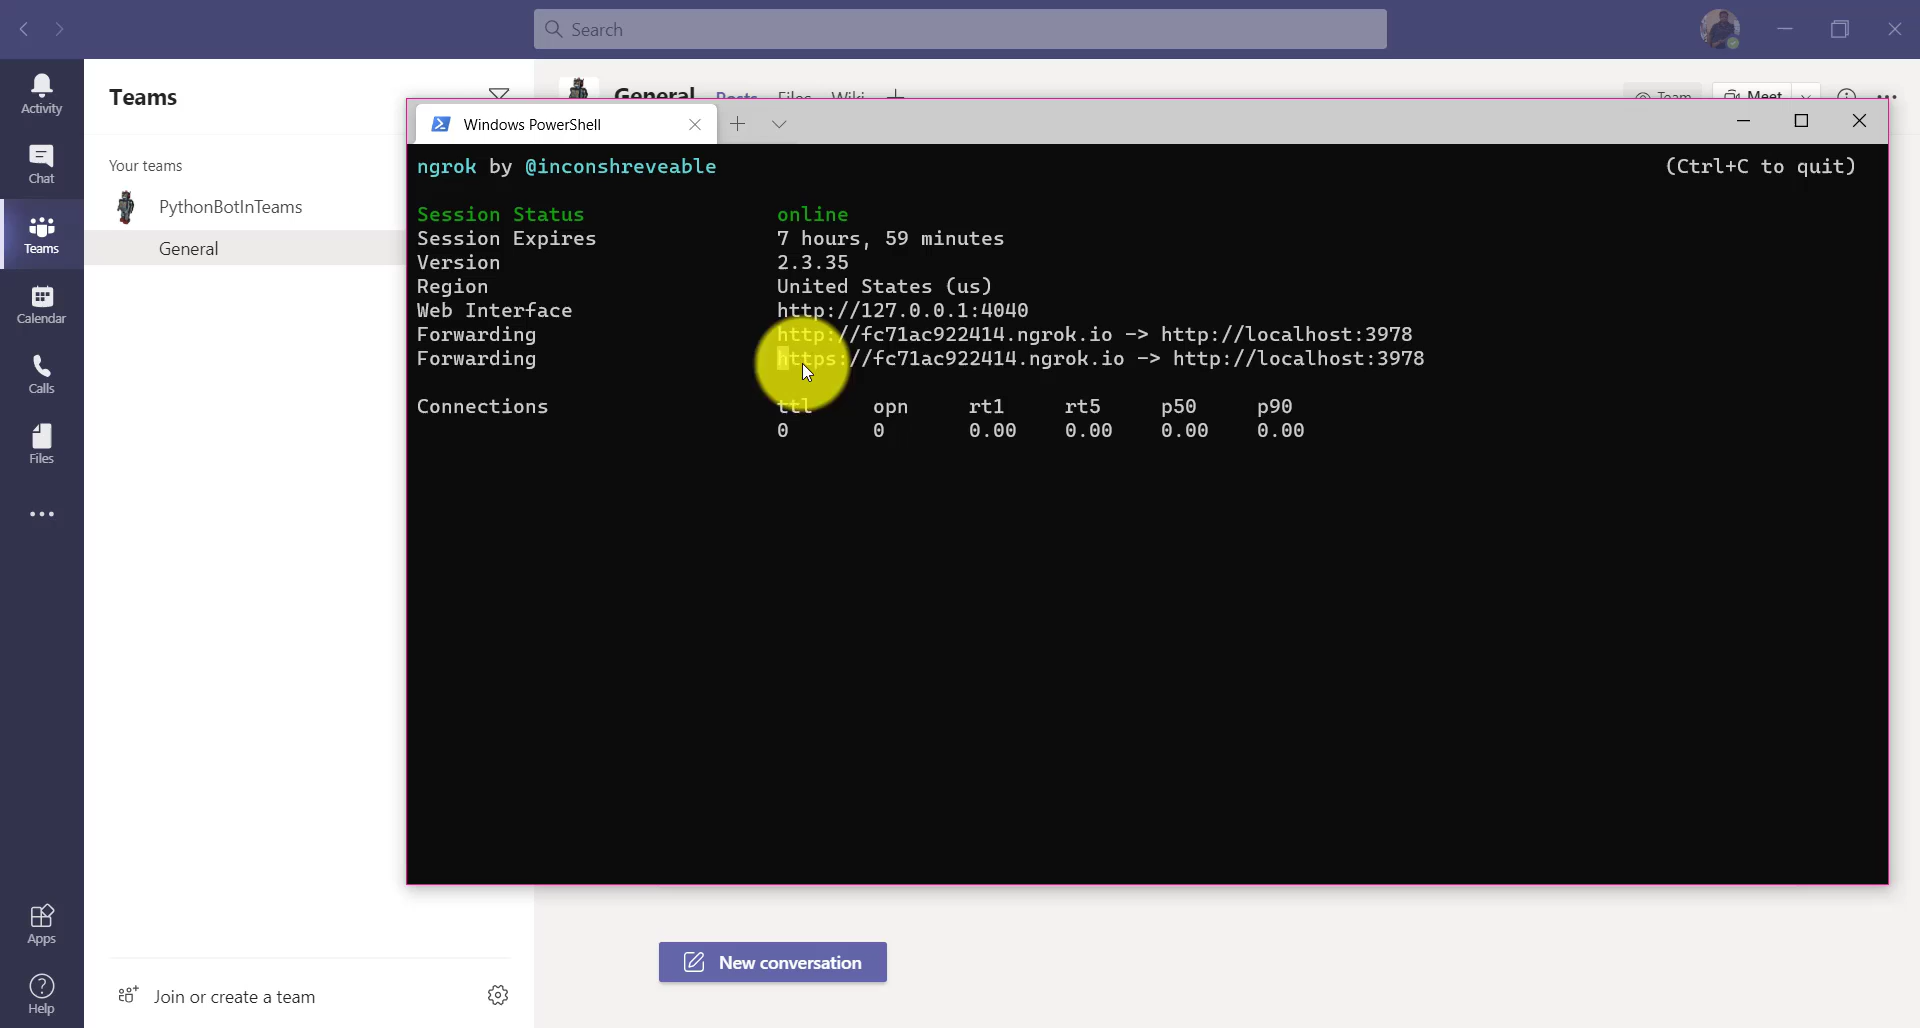 Search
Activity
Chat
Teams
Calendar
Calls
Files
Apps
Help
Teams
Your teams
PythonBotInTeams
General
Join or create a team
General Posts Files Wiki +
Team Meet
Windows PowerShell
ngrok by @inconshreveable (Ctrl+C to quit)
Session Status online
Session Expires 7 hours, 59 minutes
Version 2.3.35
Region United States (us)
Web Interface http://127.0.0.1:4040
Forwarding http://fc71ac922414.ngrok.io -> http://localhost:3978
Forwarding https://fc71ac922414.ngrok.io -> http://localhost:3978
Connections ttl opn rt1 rt5 p50 p90
0 0 0.00 0.00 0.00 0.00
New conversation